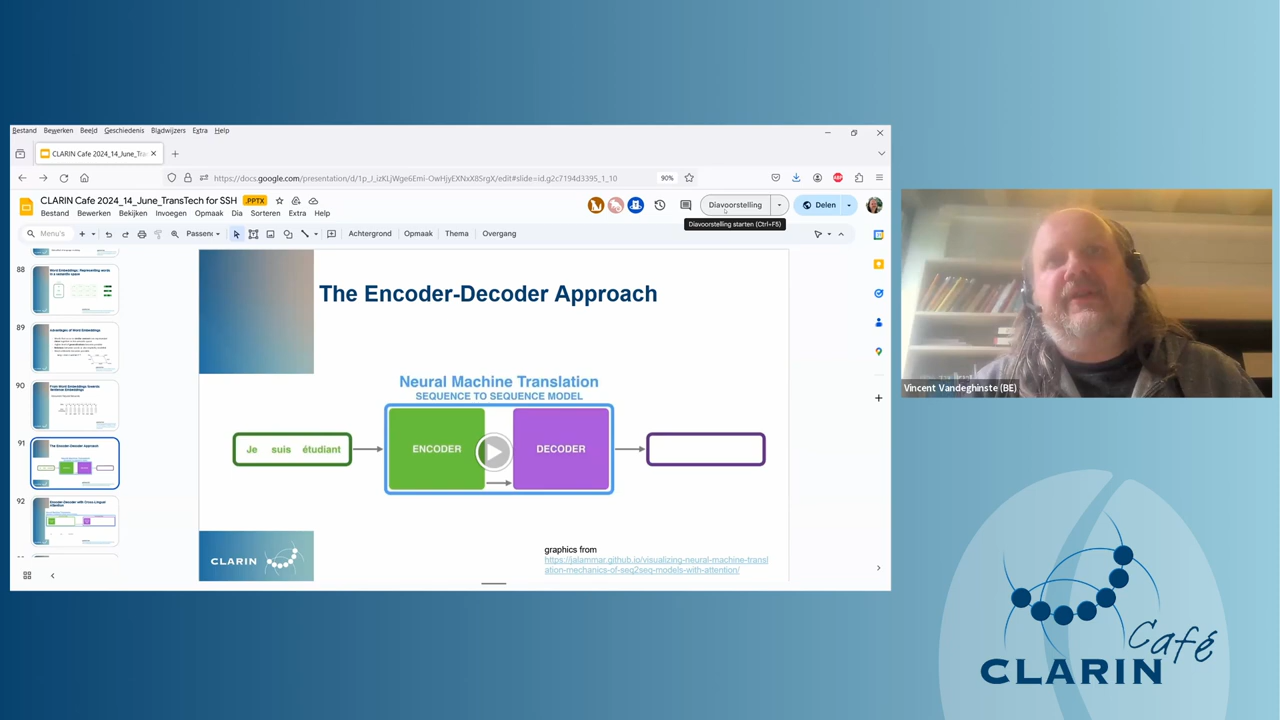 Bestand Bewerken Beeld Geschiedenis Bladwijzers Extra Help
CLARIN Cafe 2024_14_June_Tra
https://docs.google.com/presentation/d/1p_J_izKLjWge6Emi-OwHjyEXNxX8SrgX/edit#slide=id.g2c7194d3395_1_10
90%
CLARIN Cafe 2024_14_June_TransTech for SSH .PPTX
Diavoorstelling
Delen
Bestand Bewerken Bekijken Invoegen Opmaak Dia Sorteren Extra Help
Diavoorstelling starten (Ctrl+F5)
Menu's
Passen
Achtergrond Opmaak Thema Overgang
88
Word Embeddings: Representing words
in a semantic space
89
Advantages of Word Embeddings
90
From Word Embeddings towards
Sentence Embeddings
91
The Encoder-Decoder Approach
92
Encoder-Decoder with Cross-Lingual
Attention
The Encoder-Decoder Approach
Neural Machine Translation
SEQUENCE TO SEQUENCE MODEL
Je suis étudiant
ENCODER
DECODER
CLARIN
graphics from
https://jalammar.github.io/visualizing-neural-machine-transl
ation-mechanics-of-seq2seq-models-with-attention/
Vincent Vandeghinste (BE)
Café
CLARIN